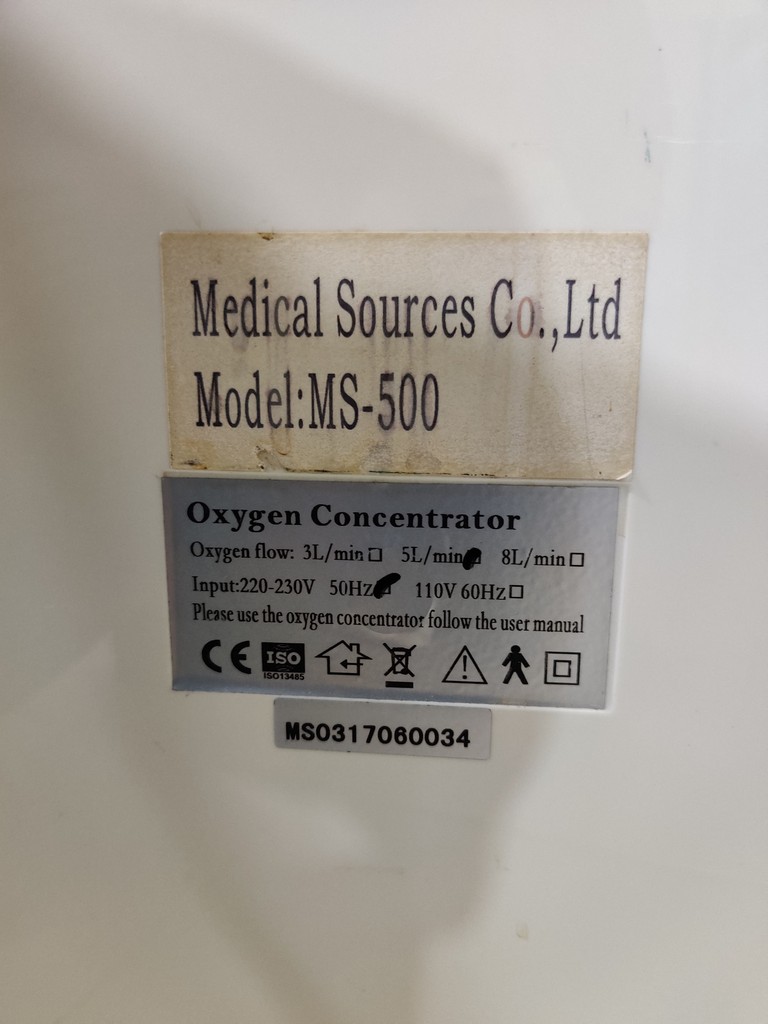 Medical Sources Co.,Ltd
Model:MS-500
Oxygen Concentrator
Oxygen flow: 3L/min 5L/min 8L/min
Input:220-230V 50Hz 110V 60Hz
Please use the oxygen concentrator follow the user manual
CE ISO
ISO13485
MS0317060034